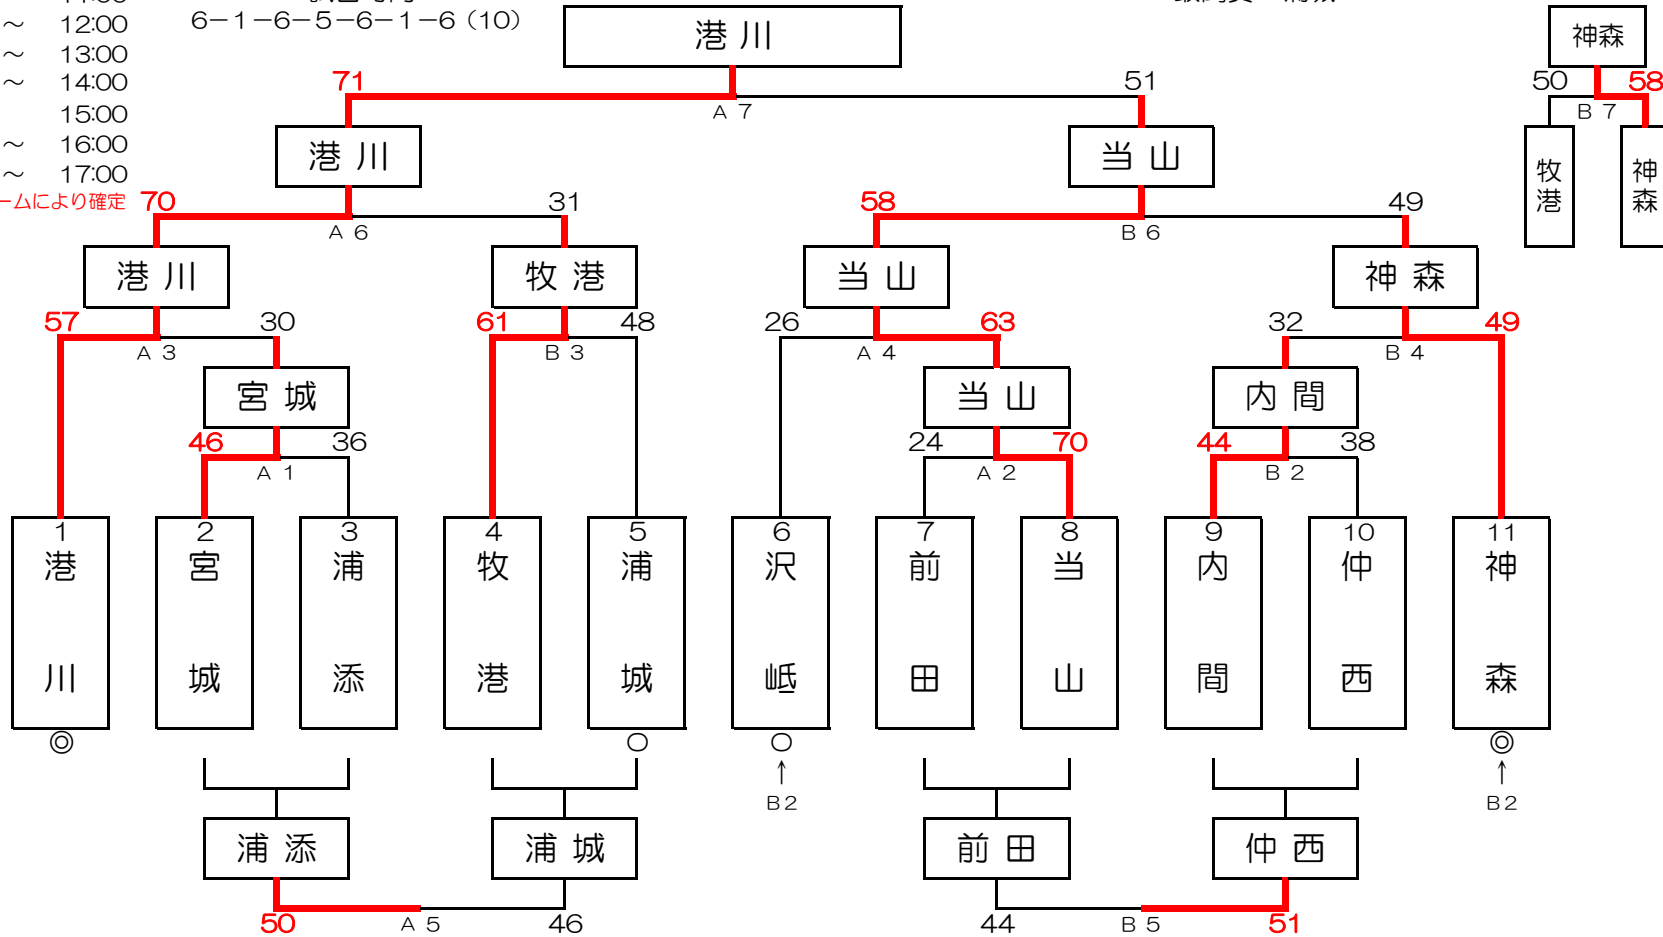 ～ 12:00 6－1－6－5－6－1－6（10）
～ 13:00
～ 14:00
15:00
～ 16:00
～ 17:00
ームにより確定
港川
神森
71 51
A 7
50 58
B 7
港川 当山
牧港 神森
70 31 58 49
A 6 B 6
港川 牧港 当山 神森
57 30 61 48 26 63 32 49
A 3 B 3 A 4 B 4
宮城 当山 内間
46 36 24 70 44 38
A 1 A 2 B 2
1 2 3 4 5 6 7 8 9 10 11
港川 宮城 浦添 牧港 浦城 沢岻 前田 当山 内間 仲西 神森
◎ ○ ○ ◎
↑ ↑
B2 B2
浦添 浦城 前田 仲西
50 A 5 46 44 B 5 51